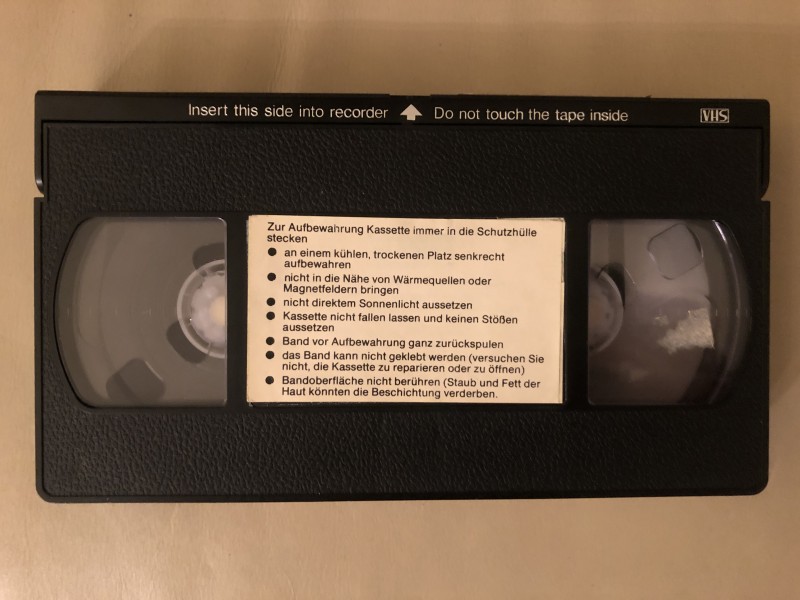 Insert this side into recorder Do not touch the tape inside VHS
Zur Aufbewahrung Kassette immer in die Schutzhülle
stecken
● an einem kühlen, trockenen Platz senkrecht
aufbewahren
● nicht in die Nähe von Wärmequellen oder
Magnetfeldern bringen
● nicht direktem Sonnenlicht aussetzen
● Kassette nicht fallen lassen und keinen Stößen
aussetzen
● Band vor Aufbewahrung ganz zurückspulen
● das Band kann nicht geklebt werden (versuchen Sie
nicht, die Kassette zu reparieren oder zu öffnen)
● Bandoberfläche nicht berühren (Staub und Fett der
Haut könnten die Beschichtung verderben.